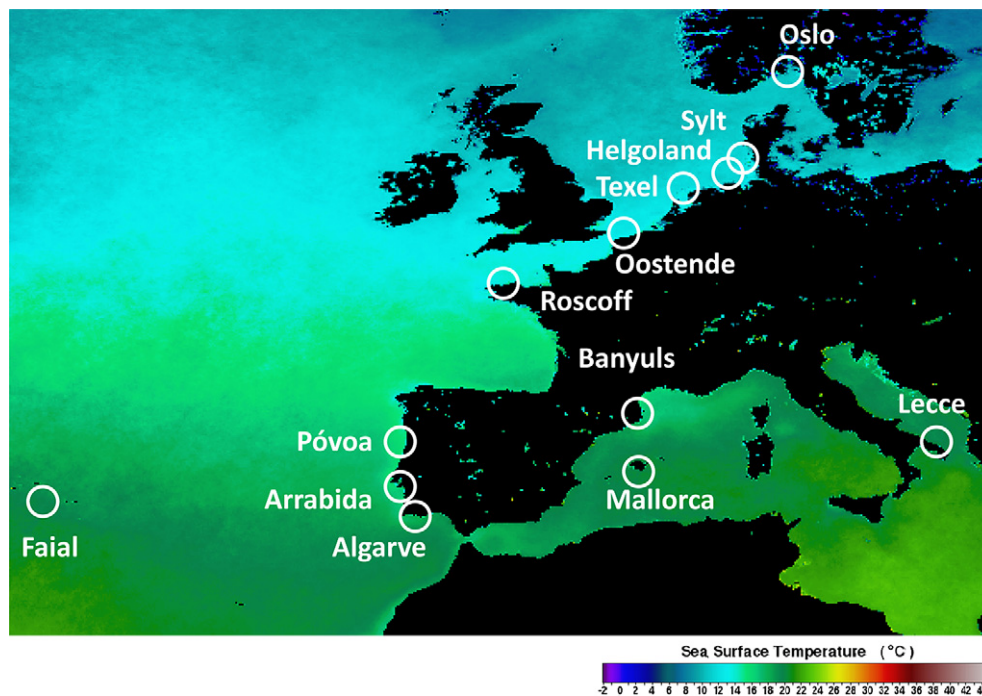 Oslo
Sylt
Helgoland
Texel
Oostende
Roscoff
Banyuls
Lecce
Póvoa
Mallorca
Arrabida
Algarve
Faial
Sea Surface Temperature (°C)
-2 0 2 4 6 8 10 12 14 16 18 20 22 24 26 28 30 32 34 36 38 40 42